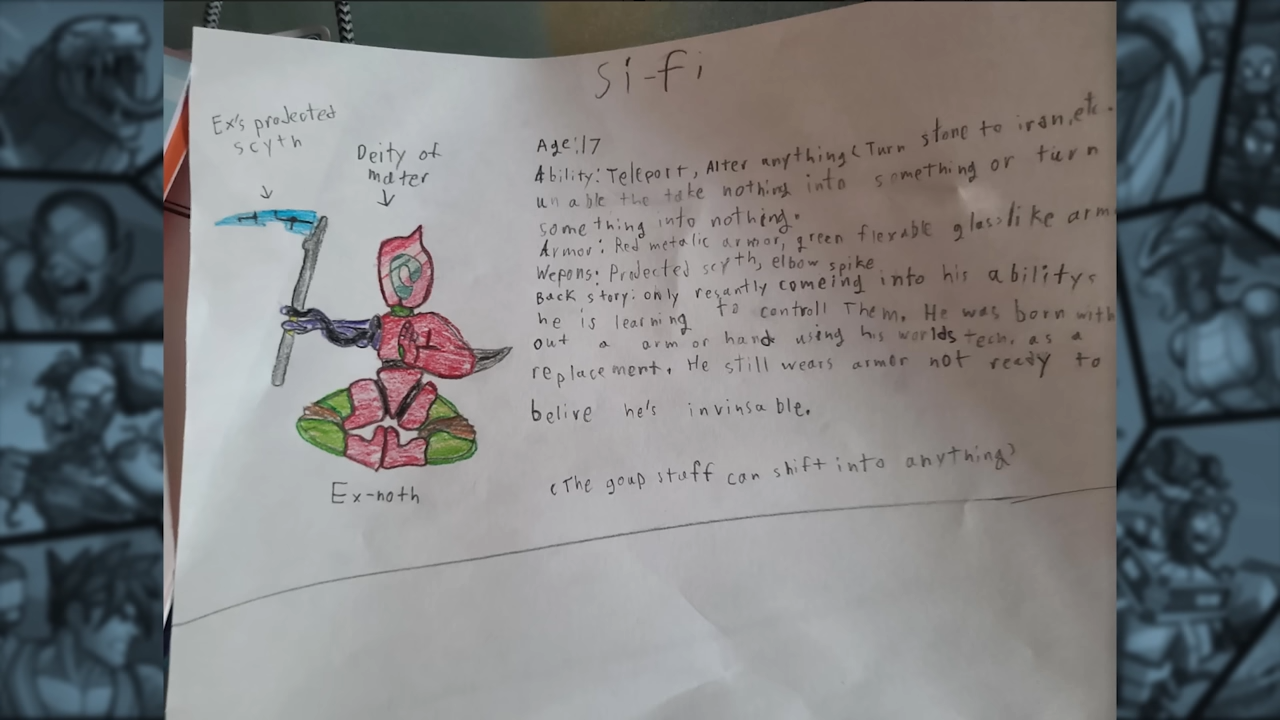 Si-fi
Ex's projected
scyth
Deity of
mater
Ex-noth
Age:17
Ability: Teleport, Alter anything (Turn stone to iran, etc.
unable the take nothing into something or turn
something into nothing.
Armor: Red metalic armor, green flexable glasslike arm
Wepons: Prodected scyth, elbow spike
Back story: only resantly comeing into his abilitys
he is learning to controll Them. He was born with
out a arm or hand using his worlds tech, as a
replacement. He still wears armor not ready to
belive he's invinsable.
(The goup stuff can shift into anything)